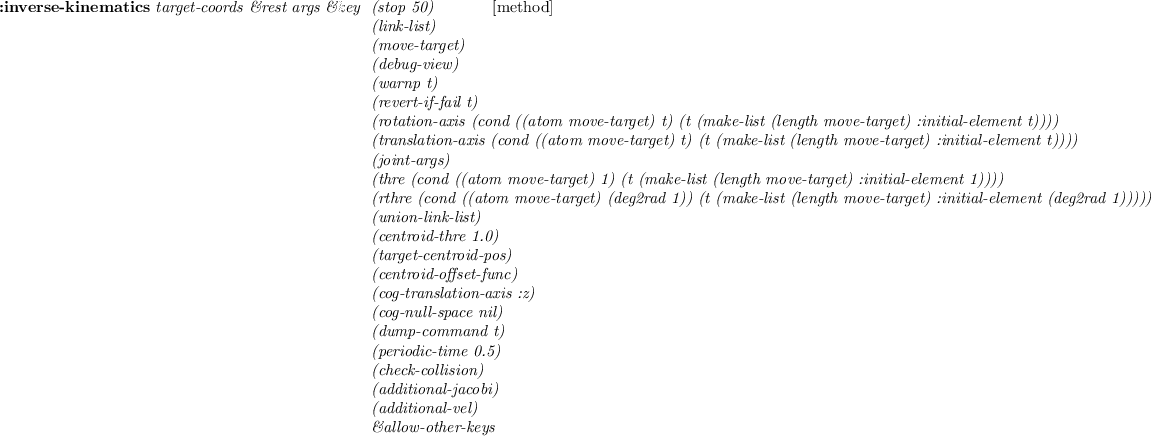 :inverse-kinematics target-coords &rest args &key (stop 50) [method]
(link-list)
(move-target)
(debug-view)
(warnp t)
(revert-if-fail t)
(rotation-axis (cond ((atom move-target) t) (t (make-list (length move-target) :initial-element t))))
(translation-axis (cond ((atom move-target) t) (t (make-list (length move-target) :initial-element t))))
(joint-args)
(thre (cond ((atom move-target) 1) (t (make-list (length move-target) :initial-element 1))))
(rthre (cond ((atom move-target) (deg2rad 1)) (t (make-list (length move-target) :initial-element (deg2rad 1)))))
(union-link-list)
(centroid-thre 1.0)
(target-centroid-pos)
(centroid-offset-func)
(cog-translation-axis :z)
(cog-null-space nil)
(dump-command t)
(periodic-time 0.5)
(check-collision)
(additional-jacobi)
(additional-vel)
&allow-other-keys